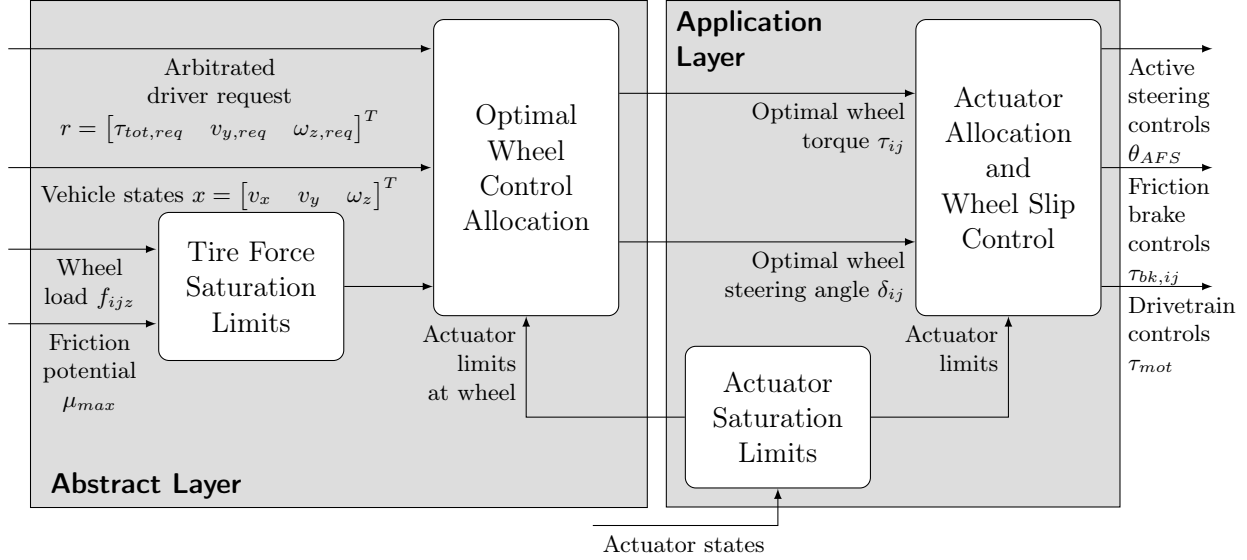 Arbitrated
driver request
r = [τ_{tot,req} v_{y,req} ω_{z,req}]^T
Vehicle states x = [v_x v_y ω_z]^T
Wheel
load f_{ijz}
Friction
potential
μ_{max}
Tire Force
Saturation
Limits
Optimal
Wheel
Control
Allocation
Actuator
limits
at wheel
Abstract Layer
Application
Layer
Optimal wheel
torque τ_{ij}
Optimal wheel
steering angle δ_{ij}
Actuator
Allocation
and
Wheel Slip
Control
Actuator
limits
Actuator
Saturation
Limits
Actuator states
Active
steering
controls
θ_{AFS}
Friction
brake
controls
τ_{bk,ij}
Drivetrain
controls
τ_{mot}